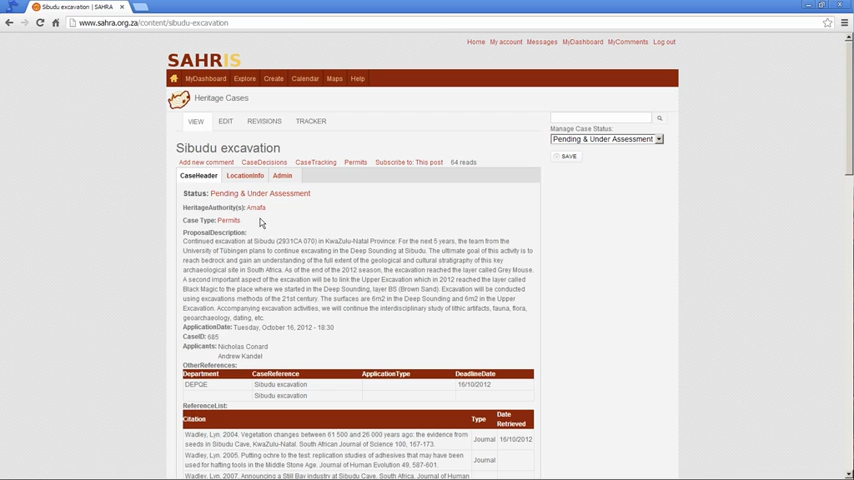 Sibudu excavation | SAHRA
www.sahra.org.za/content/sibudu-excavation
Home | My account | Messages | MyDashboard | MyComments | Log out
SAHRIS
MyDashboard Explore Create Calendar Maps Help
Heritage Cases
VIEW EDIT REVISIONS TRACKER
Manage Case Status:
Pending & Under Assessment
SAVE
Sibudu excavation
Add new comment CaseDecisions CaseTracking Permits Subscribe to: This post 64 reads
CaseHeader LocationInfo Admin
Status: Pending & Under Assessment
HeritageAuthority(s): Amafa
Case Type: Permits
ProposalDescription:
Continued excavation at Sibudu (2931CA 070) in KwaZulu-Natal Province: For the next 5 years, the team from the
University of Tübingen plans to continue excavating in the Deep Sounding at Sibudu. The ultimate goal of this activity is to
reach bedrock and gain an understanding of the full extent of the geological and cultural stratigraphy of this key
archaeological site in South Africa. As of the end of the 2012 season, the excavation reached the layer called Grey Mouse.
A second important aspect of the excavation will be to link the Upper Excavation which in 2012 reached the layer called
Black Magic to the place where we started in the Deep Sounding, layer BS (Brown Sand). Excavation will be conducted
using excavations methods of the 21st century. The surfaces are 6m2 in the Deep Sounding and 6m2 in the Upper
Excavation. Accompanying excavation activities, we will continue the interdisciplinary study of lithic artifacts, fauna, flora,
geoarchaeology, dating, etc.
ApplicationDate: Tuesday, October 16, 2012 - 18:30
CaseID: 685
Applicants: Nicholas Conard
Andrew Kandel
OtherReferences:
Department CaseReference ApplicationType DeadlineDate
DEPQE Sibudu excavation 16/10/2012
Sibudu excavation
ReferenceList:
Citation Type Date Retrieved
Wadley, Lyn. 2004. Vegetation changes between 61 500 and 26 000 years ago: the evidence from
seeds in Sibudu Cave, KwaZulu-Natal. South African Journal of Science 100, 167-173. Journal 16/10/2012
Wadley, Lyn. 2005. Putting ochre to the test: replication studies of adhesives that may have been
used for hafting tools in the Middle Stone Age. Journal of Human Evolution 49, 587-601. Journal
Wadley, Lyn. 2007. Announcing a Still Bay industry at Sibudu Cave, South Africa. Journal of Human